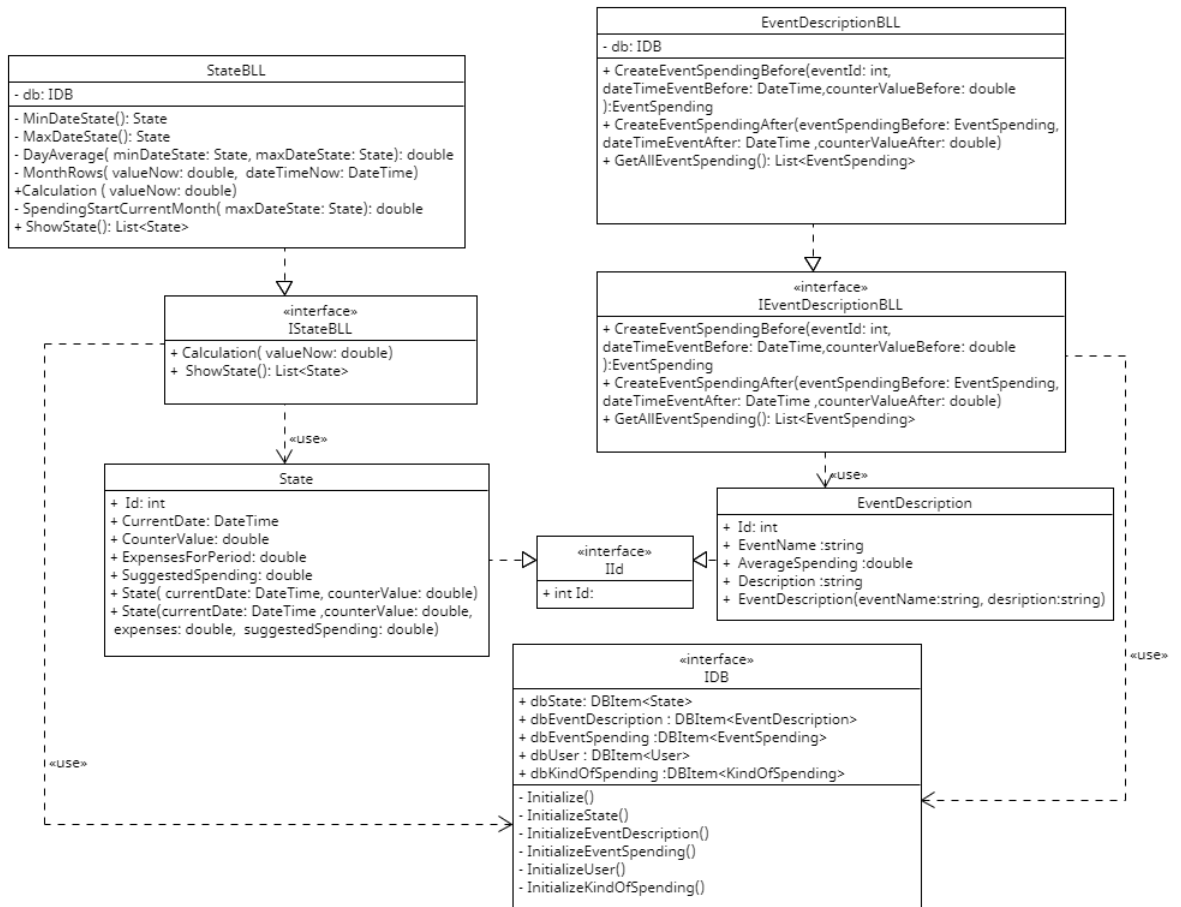 StateBLL
- db: IDB
- MinDateState(): State
- MaxDateState(): State
- DayAverage( minDateState: State, maxDateState: State): double
- MonthRows( valueNow: double,  dateTimeNow: DateTime)
+Calculation ( valueNow: double)
- SpendingStartCurrentMonth( maxDateState: State): double
+ ShowState(): List<State>
EventDescriptionBLL
- db: IDB
+ CreateEventSpendingBefore(eventId: int,
dateTimeEventBefore: DateTime,counterValueBefore: double
):EventSpending
+ CreateEventSpendingAfter(eventSpendingBefore: EventSpending,
dateTimeEventAfter: DateTime ,counterValueAfter: double)
+ GetAllEventSpending(): List<EventSpending>
«interface»
IStateBLL
+ Calculation( valueNow: double)
+  ShowState(): List<State>
«interface»
IEventDescriptionBLL
+ CreateEventSpendingBefore(eventId: int,
dateTimeEventBefore: DateTime,counterValueBefore: double
):EventSpending
+ CreateEventSpendingAfter(eventSpendingBefore: EventSpending,
dateTimeEventAfter: DateTime ,counterValueAfter: double)
+ GetAllEventSpending(): List<EventSpending>
«use»
«use»
State
+  Id: int
+ CurrentDate: DateTime
+ CounterValue: double
+ ExpensesForPeriod: double
+ SuggestedSpending: double
+ State( currentDate: DateTime, counterValue: double)
+ State(currentDate: DateTime ,counterValue: double,
expenses: double,  suggestedSpending: double)
«interface»
IId
+ int Id:
EventDescription
+  Id: int
+  EventName :string
+  AverageSpending :double
+  Description :string
+  EventDescription(eventName:string, desription:string)
«use»
«use»
«interface»
IDB
+ dbState: DBItem<State>
+ dbEventDescription : DBItem<EventDescription>
+ dbEventSpending :DBItem<EventSpending>
+ dbUser : DBItem<User>
+ dbKindOfSpending :DBItem<KindOfSpending>
- Initialize()
- InitializeState()
- InitializeEventDescription()
- InitializeEventSpending()
- InitializeUser()
- InitializeKindOfSpending()